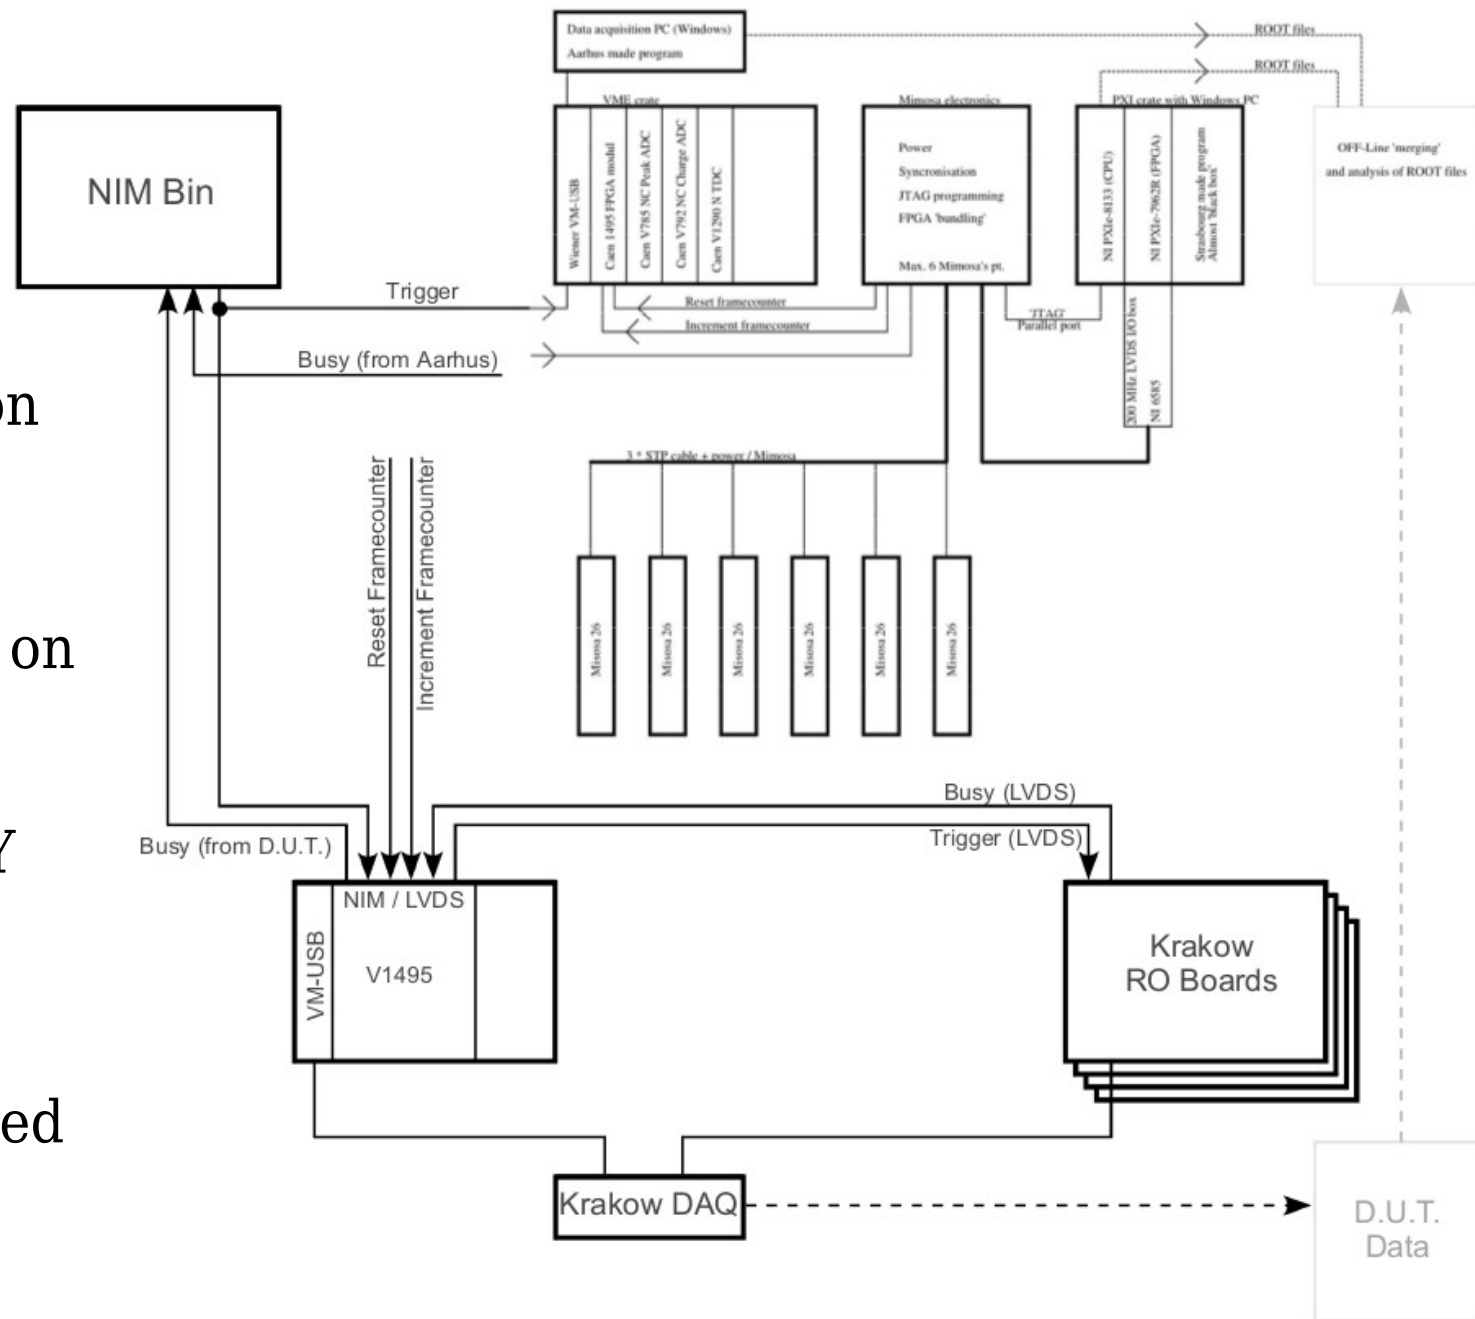 Data acquisition PC (Windows)
Aarhus made program
ROOT files
ROOT files
VME crate
Mimosa electronics
PXI crate with Windows PC
NIM Bin
Wiener VM-USB
Caen 1495 FPGA modul
Caen V785 NC Peak ADC
Caen V792 NC Charge ADC
Caen V1290 N TDC
Power
Syncronisation
JTAG programming
FPGA 'bundling'
Max. 6 Mimosa's pt.
NI PXIe-8133 (CPU)
NI PXIe-7962R (FPGA)
Strasbourg made program
Almost 'black box'
OFF-Line 'merging'
and analysis of ROOT files
Trigger
Reset framecounter
Increment framecounter
'JTAG'
Parallel port
Busy (from Aarhus)
200 MHz LVDS I/O box
NI 6585
on
3 * STP cable + power / Mimosa
Reset Framecounter
Increment Framecounter
Misosa 26
Misosa 26
Misosa 26
Misosa 26
Misosa 26
Misosa 26
on
Busy (LVDS)
Trigger (LVDS)
Y
Busy (from D.U.T.)
NIM / LVDS
VM-USB
V1495
Krakow
RO Boards
ed
Krakow DAQ
D.U.T.
Data